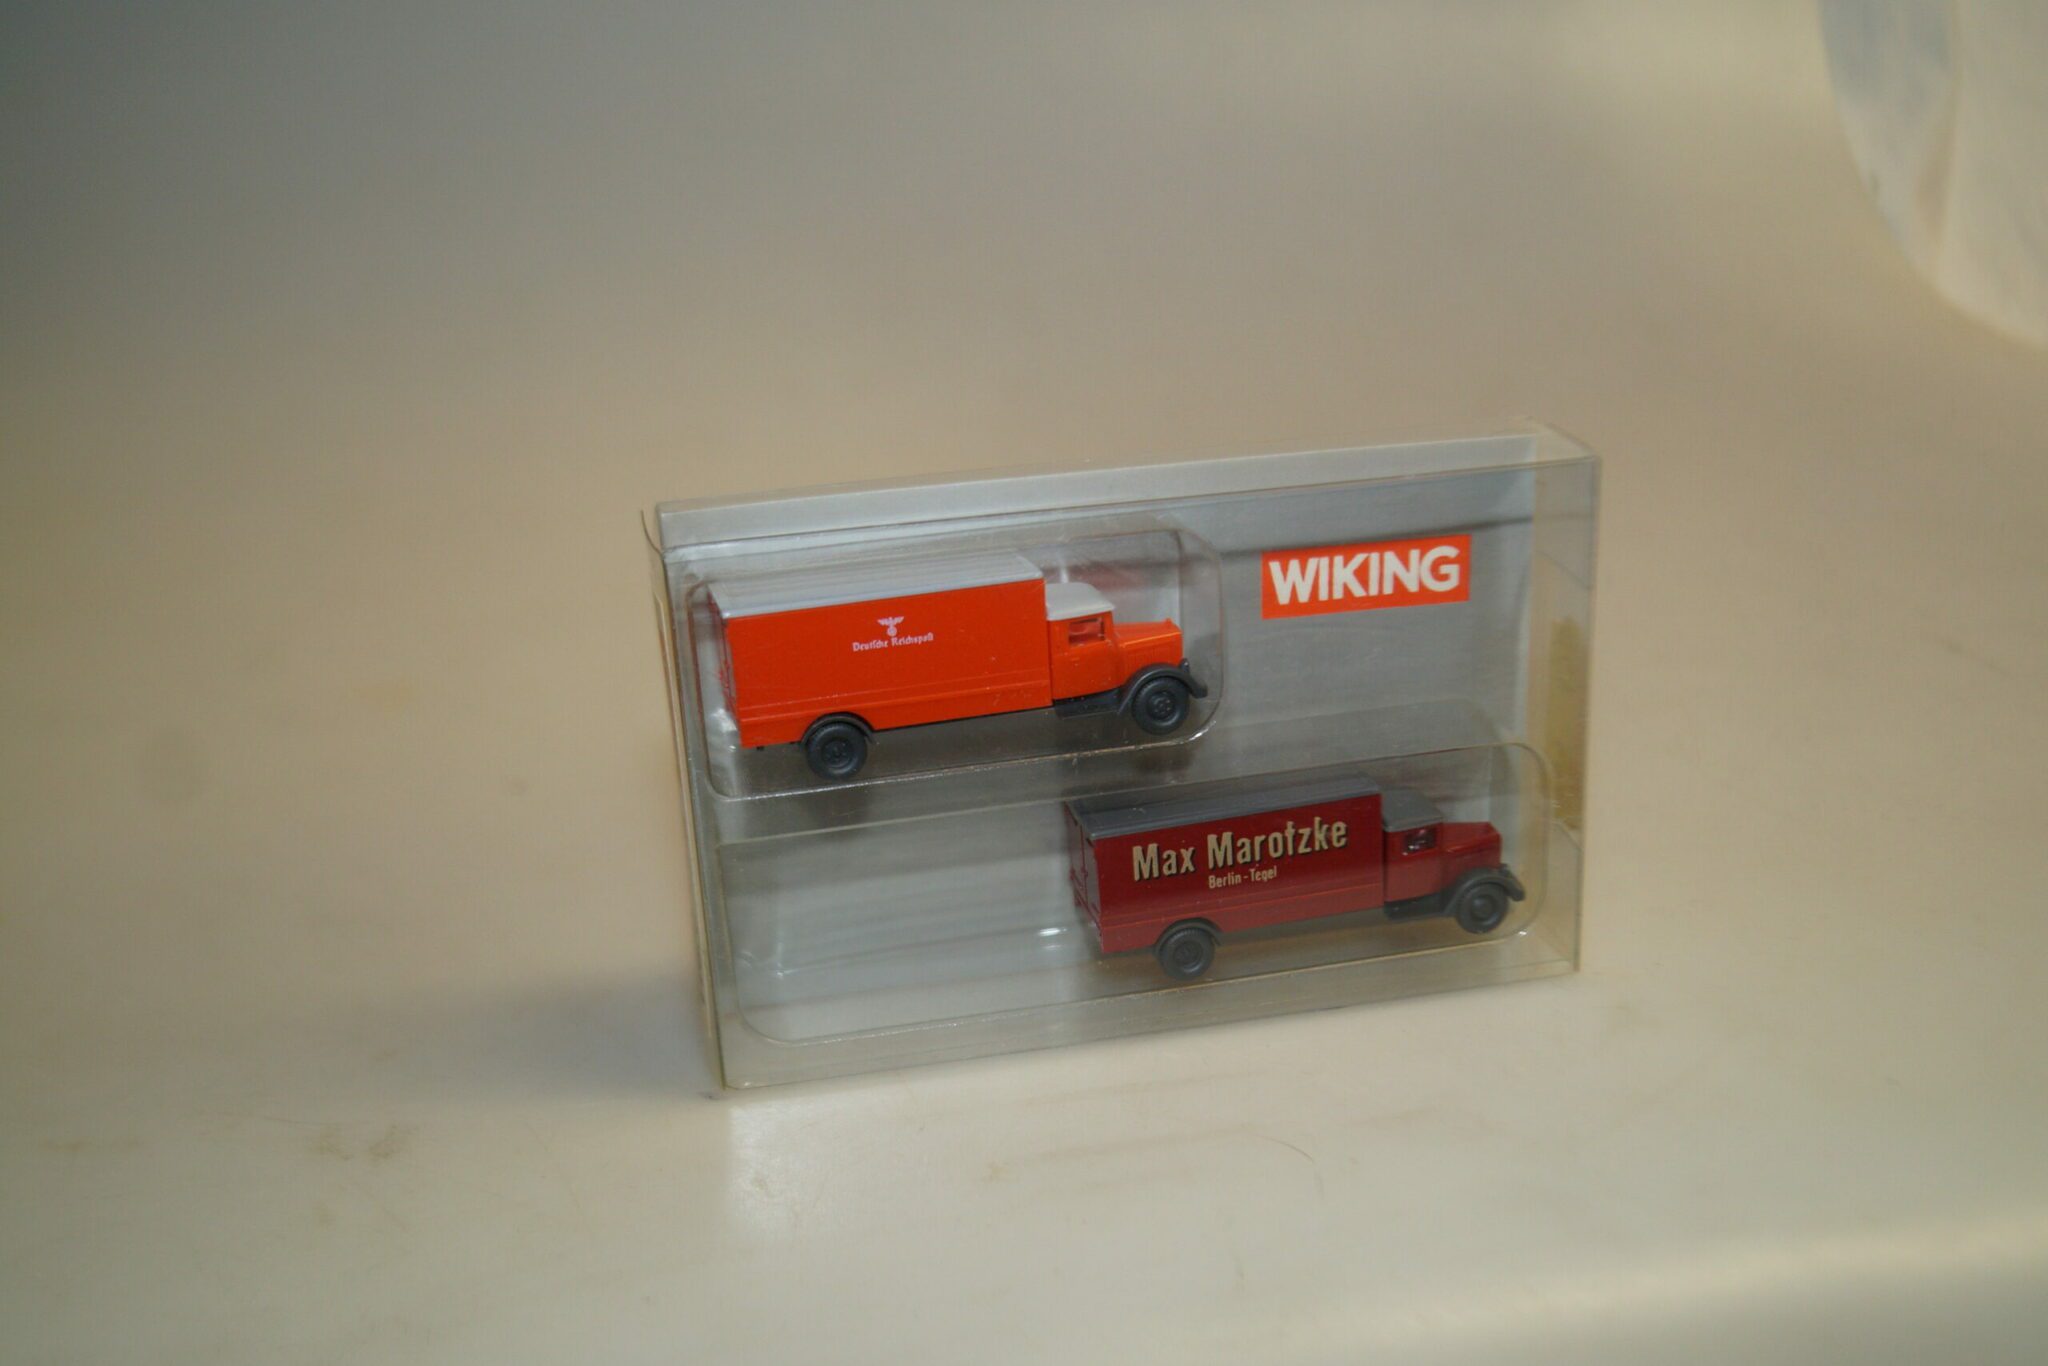 WIKING
Deutsche Reichspost
Max Marotzke
Berlin-Tegel